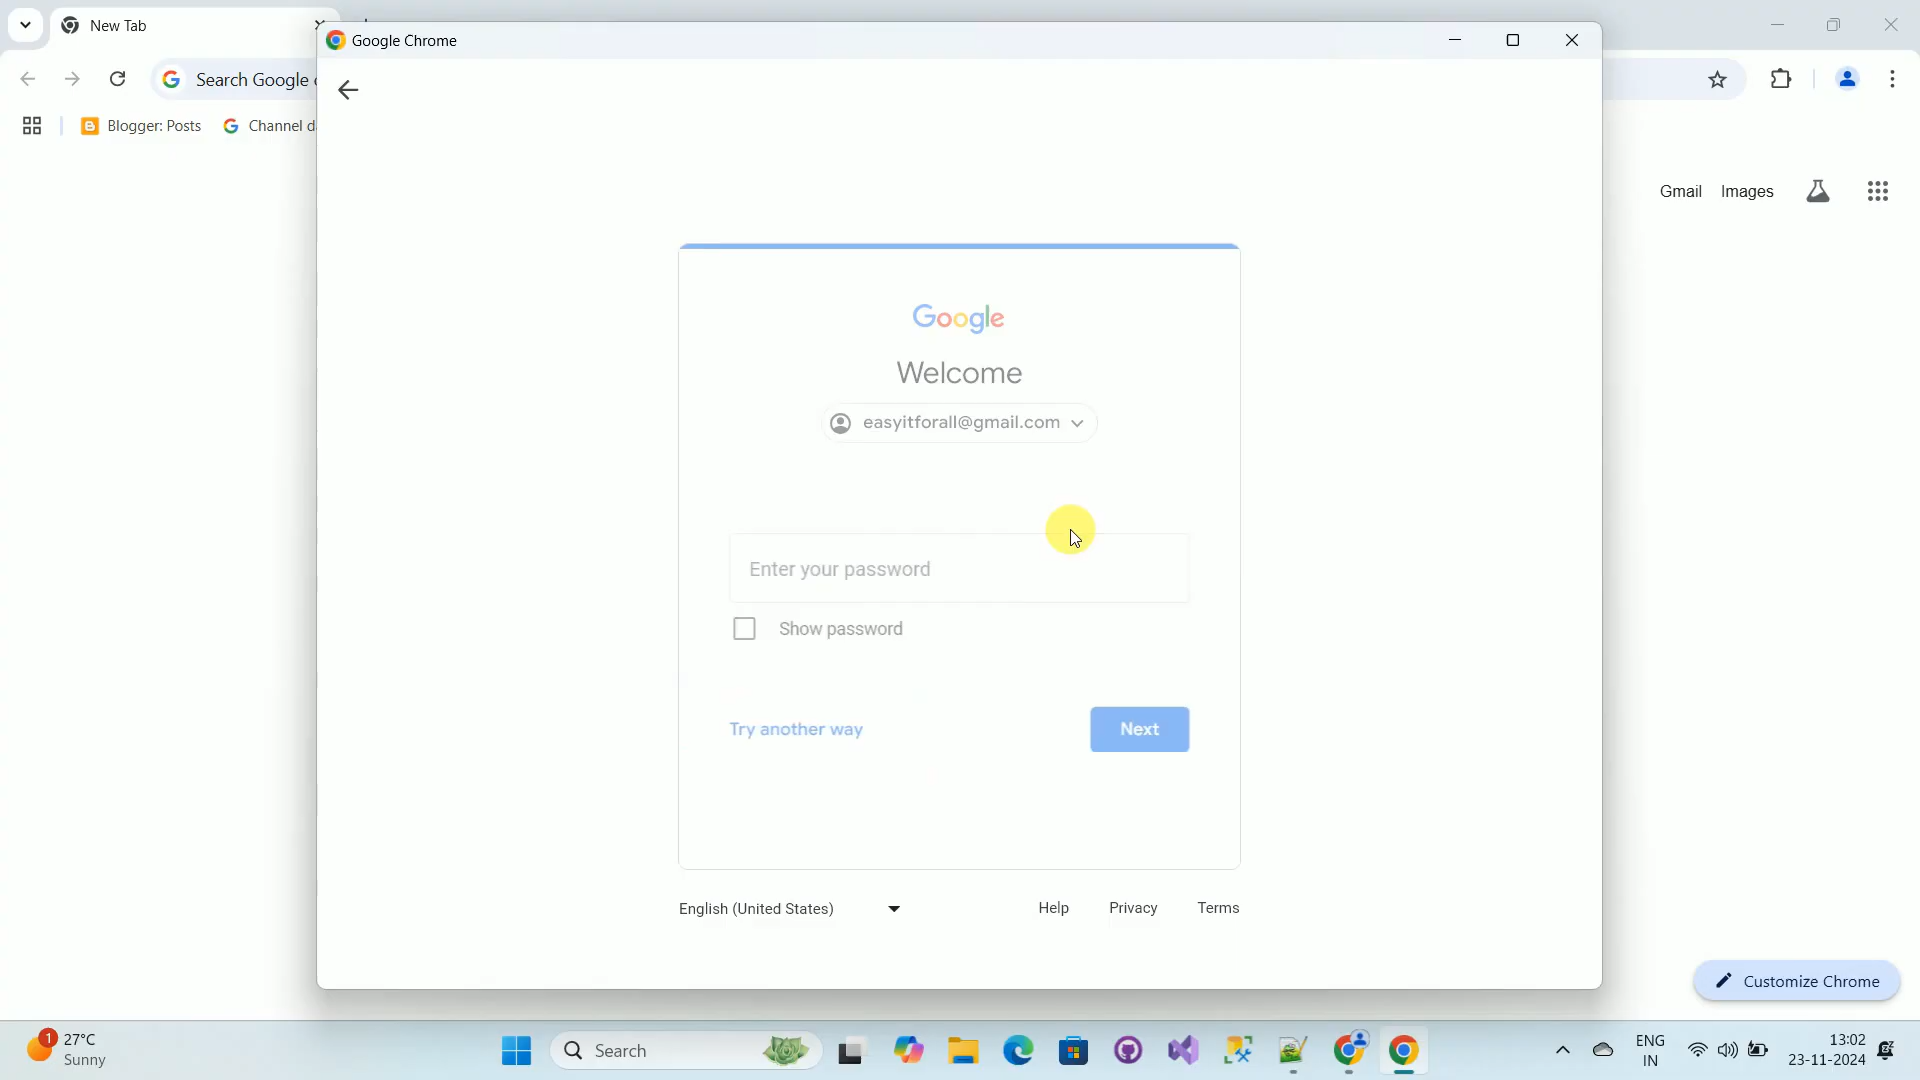 New Tab
Google Chrome
Search Google
Blogger: Posts
Channel d
Gmail
Images
Google
Welcome
easyitforall@gmail.com
Enter your password
Show password
Try another way
Next
English (United States)
Help
Privacy
Terms
Customize Chrome
1
27°C
Sunny
Search
ENG
IN
13:02
23-11-2024